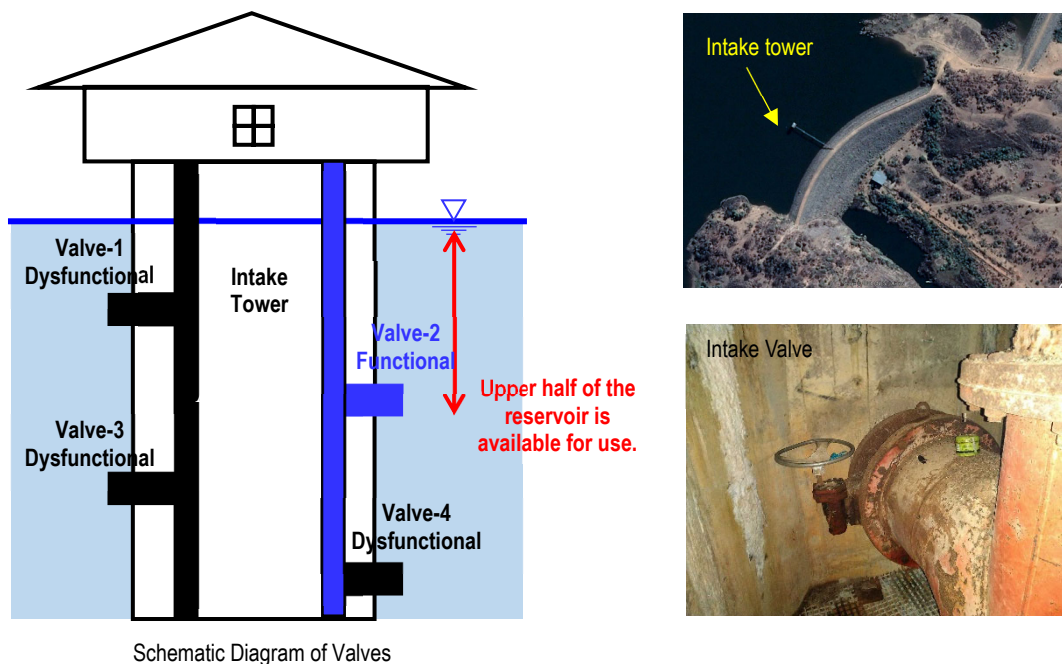 Valve-1
Dysfunctional
Intake
Tower
Valve-2
Functional
Upper half of the
reservoir is
available for use.
Valve-3
Dysfunctional
Valve-4
Dysfunctional
Schematic Diagram of Valves
Intake tower
Intake Valve